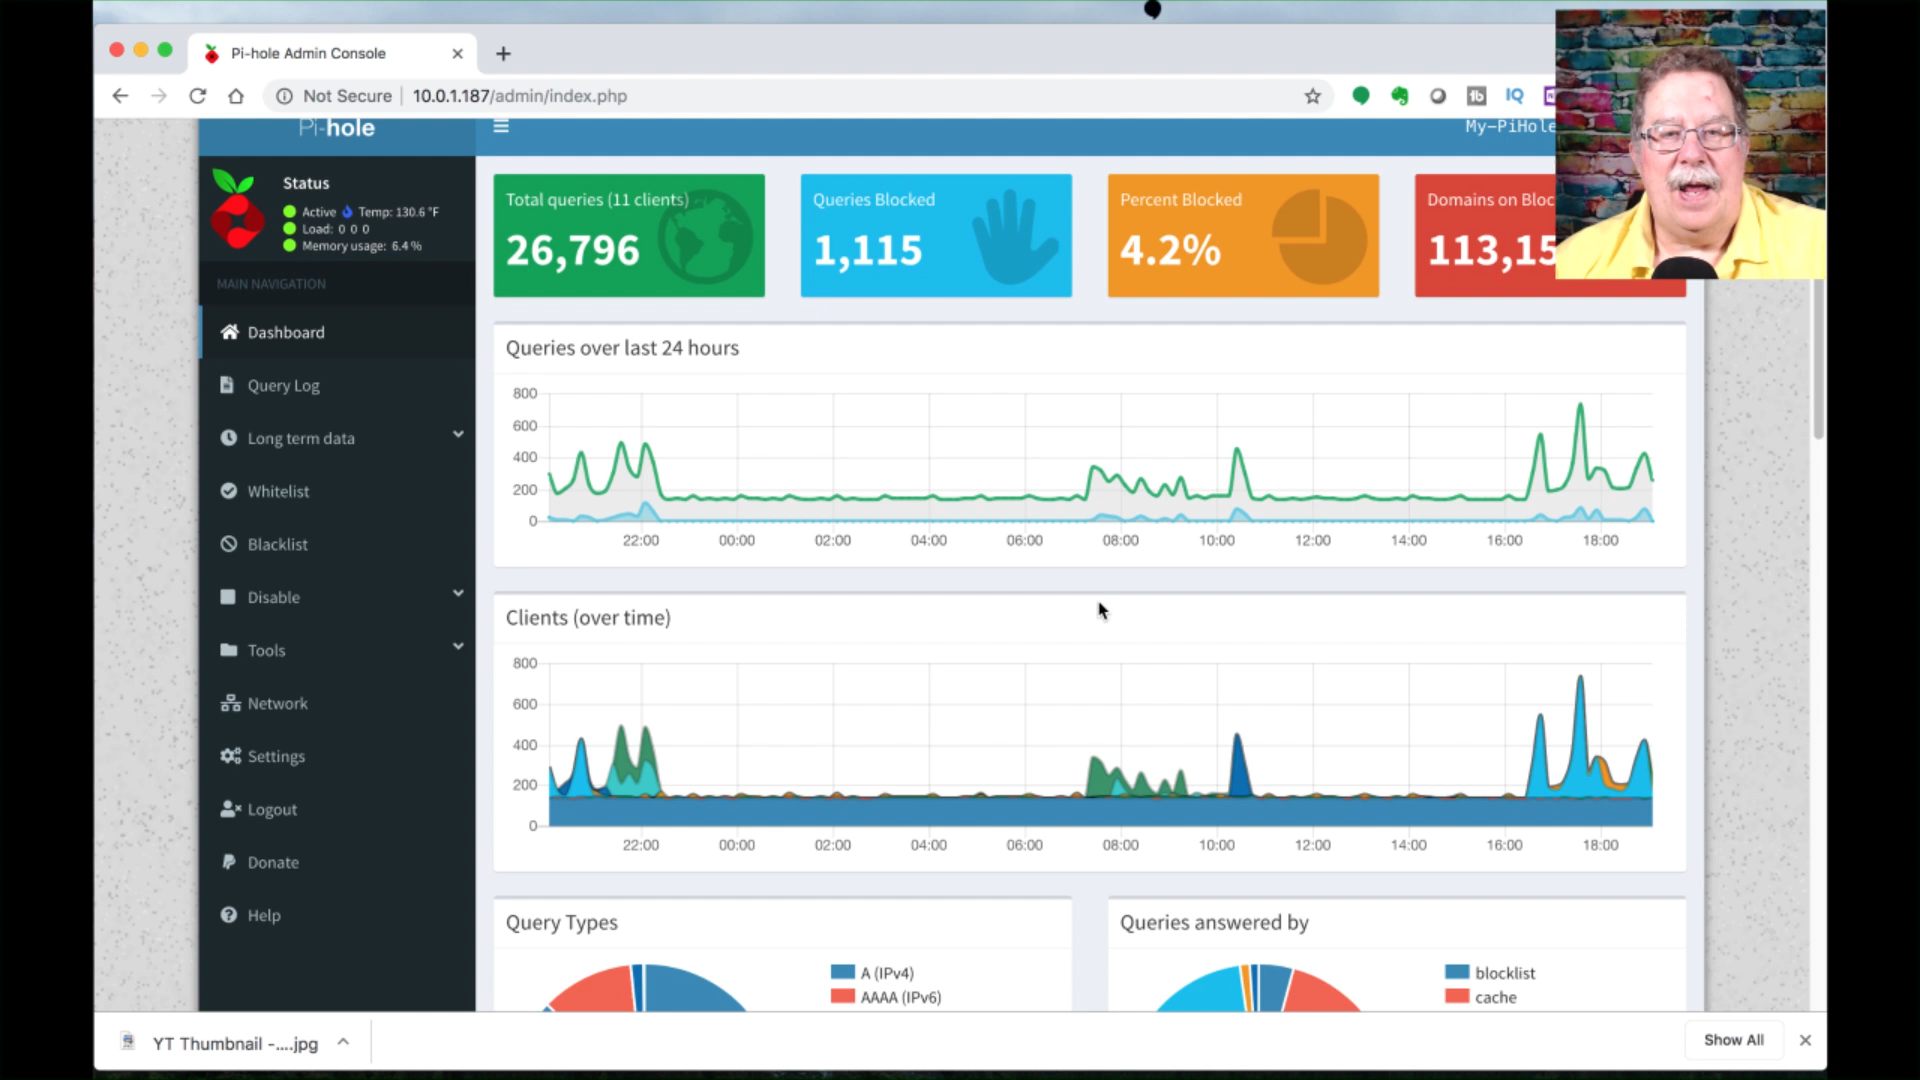 Pi-hole Admin Console
Not Secure | 10.0.1.187/admin/index.php
IQ
Pi-hole
My-PiHole
Status
Active Temp: 130.6 °F
Load: 0 0 0
Memory usage: 6.4 %
MAIN NAVIGATION
Dashboard
Query Log
Long term data
Whitelist
Blacklist
Disable
Tools
Network
Settings
Logout
Donate
Help
Total queries (11 clients)
26,796
Queries Blocked
1,115
Percent Blocked
4.2%
Domains on Bloc
113,15
Queries over last 24 hours
800
600
400
200
0
22:00 00:00 02:00 04:00 06:00 08:00 10:00 12:00 14:00 16:00 18:00
Clients (over time)
800
600
400
200
0
22:00 00:00 02:00 04:00 06:00 08:00 10:00 12:00 14:00 16:00 18:00
Query Types
A (IPv4)
AAAA (IPv6)
Queries answered by
blocklist
cache
YT Thumbnail -....jpg
Show All